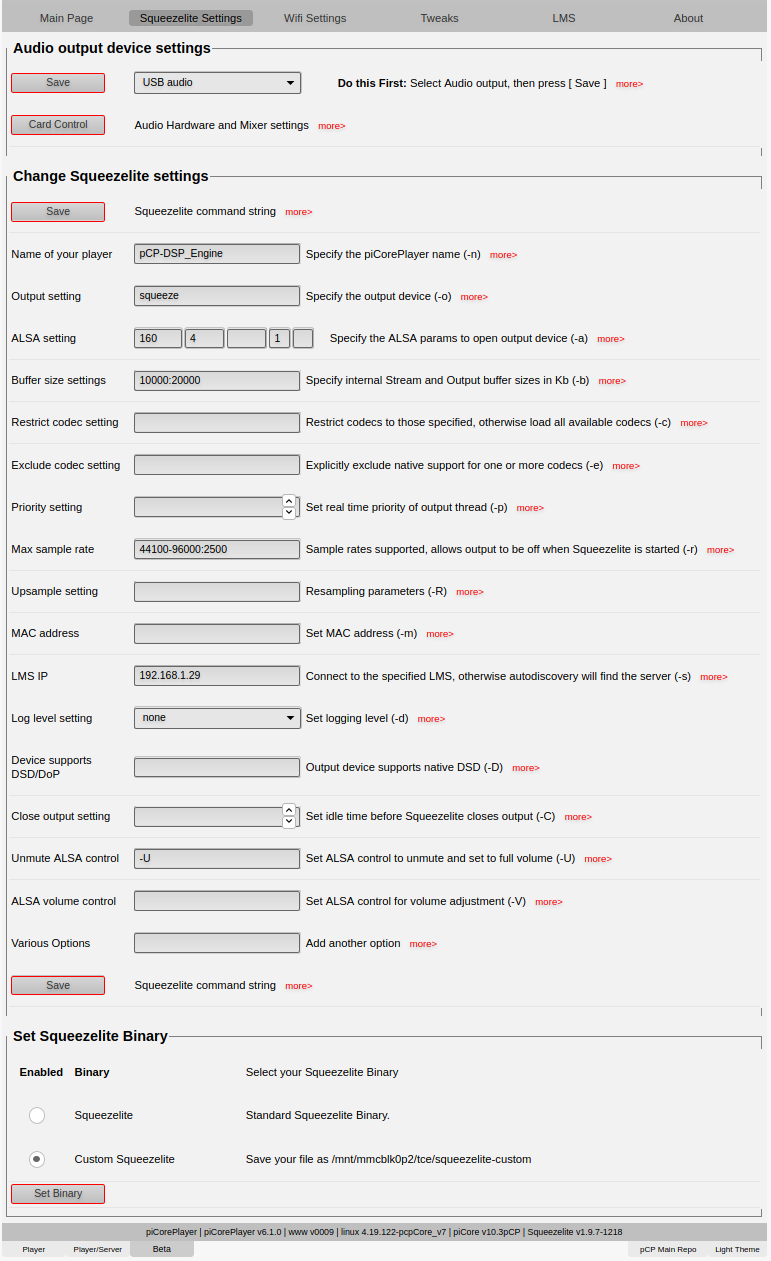 Main Page Squeezelite Settings Wifi Settings Tweaks LMS About
Audio output device settings
Save USB audio Do this First: Select Audio output, then press [ Save ] more>
Card Control Audio Hardware and Mixer settings more>
Change Squeezelite settings
Save Squeezelite command string more>
Name of your player pCP-DSP_Engine Specify the piCorePlayer name (-n) more>
Output setting squeeze Specify the output device (-o) more>
ALSA setting 160 4 1 Specify the ALSA params to open output device (-a) more>
Buffer size settings 10000:20000 Specify internal Stream and Output buffer sizes in Kb (-b) more>
Restrict codec setting Restrict codecs to those specified, otherwise load all available codecs (-c) more>
Exclude codec setting Explicitly exclude native support for one or more codecs (-e) more>
Priority setting Set real time priority of output thread (-p) more>
Max sample rate 44100-96000:2500 Sample rates supported, allows output to be off when Squeezelite is started (-r) more>
Upsample setting Resampling parameters (-R) more>
MAC address Set MAC address (-m) more>
LMS IP 192.168.1.29 Connect to the specified LMS, otherwise autodiscovery will find the server (-s) more>
Log level setting none Set logging level (-d) more>
Device supports
DSD/DoP Output device supports native DSD (-D) more>
Close output setting Set idle time before Squeezelite closes output (-C) more>
Unmute ALSA control -U Set ALSA control to unmute and set to full volume (-U) more>
ALSA volume control Set ALSA control for volume adjustment (-V) more>
Various Options Add another option more>
Save Squeezelite command string more>
Set Squeezelite Binary
Enabled Binary Select your Squeezelite Binary
Squeezelite Standard Squeezelite Binary.
Custom Squeezelite Save your file as /mnt/mmcblk0p2/tce/squeezelite-custom
Set Binary
piCorePlayer | piCorePlayer v6.1.0 | www v0009 | linux 4.19.122-pcpCore_v7 | piCore v10.3pCP | Squeezelite v1.9.7-1218
Player Player/Server Beta pCP Main Repo Light Theme